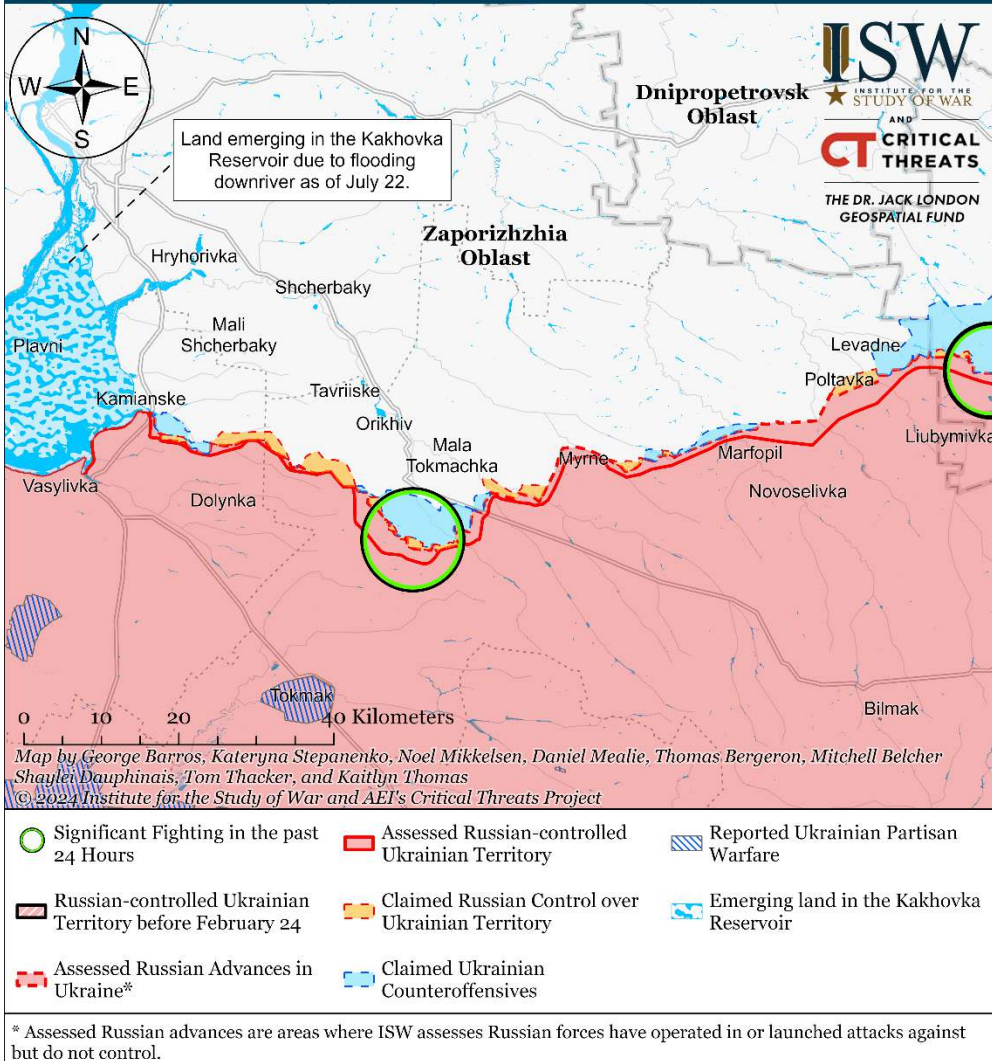 N
W
E
S
ISW
INSTITUTE FOR THE
STUDY OF WAR
AND
CT CRITICAL
THREATS
THE DR. JACK LONDON
GEOSPATIAL FUND
Dnipropetrovsk
Oblast
Land emerging in the Kakhovka
Reservoir due to flooding
downriver as of July 22.
Zaporizhzhia
Oblast
Hryhorivka
Shcherbaky
Mali
Shcherbaky
Plavni
Levadne
Poltavka
Kamianske
Tavriiske
Orikhiv
Mala
Tokmachka
Myrne
Marfopil
Liubymivka
Vasylivka
Dolynka
Novoselivka
Tokmak
Bilmak
0 10 20 40 Kilometers
Map by George Barros, Kateryna Stepanenko, Noel Mikkelsen, Daniel Mealie, Thomas Bergeron, Mitchell Belcher
Shaylei Dauphinais, Tom Thacker, and Kaitlyn Thomas
© 2024 Institute for the Study of War and AEI's Critical Threats Project
Significant Fighting in the past
24 Hours
Russian-controlled Ukrainian
Territory before February 24
Assessed Russian Advances in
Ukraine*
Assessed Russian-controlled
Ukrainian Territory
Claimed Russian Control over
Ukrainian Territory
Claimed Ukrainian
Counteroffensives
Reported Ukrainian Partisan
Warfare
Emerging land in the Kakhovka
Reservoir
* Assessed Russian advances are areas where ISW assesses Russian forces have operated in or launched attacks against
but do not control.